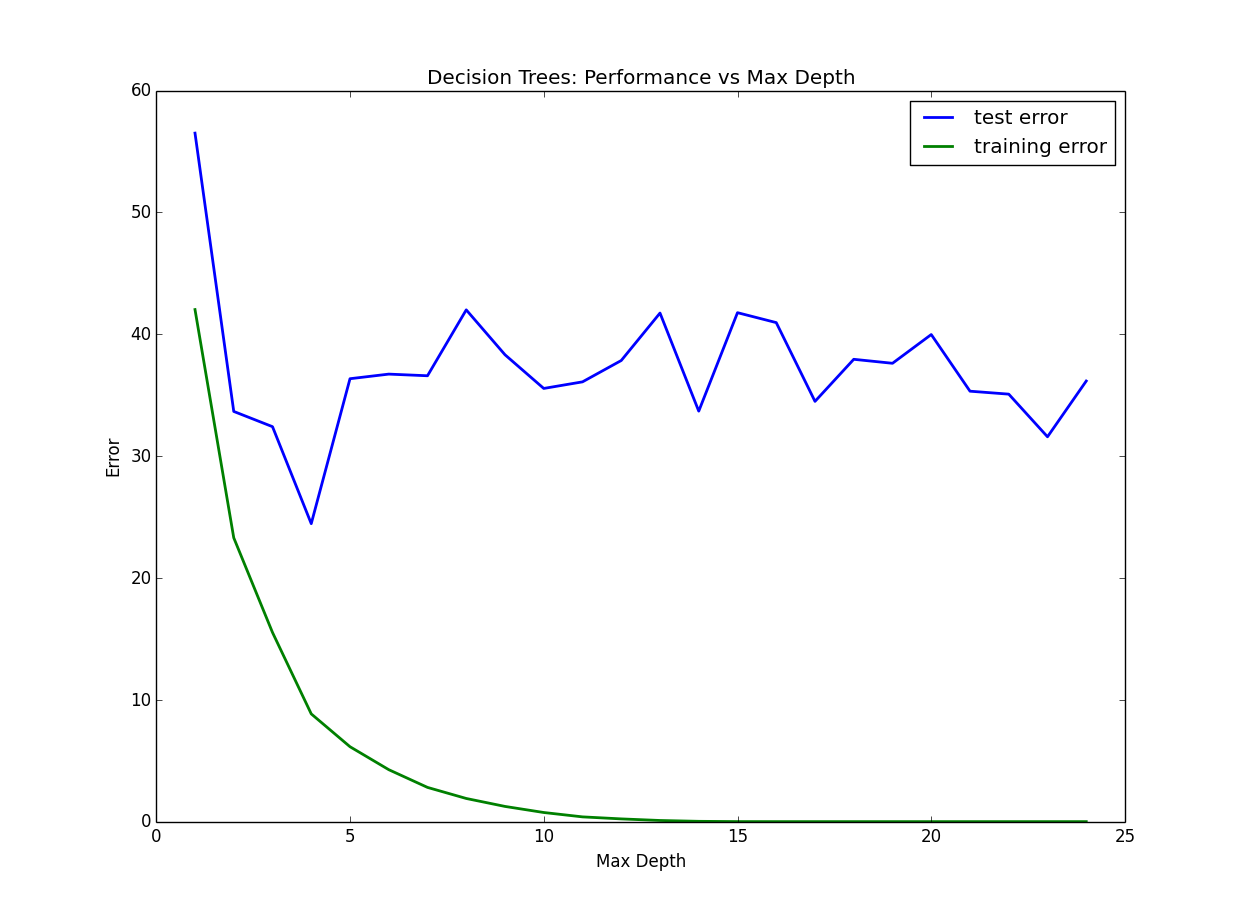 Decision Trees: Performance vs Max Depth
test error
training error
60
50
40
30
20
10
0
Error
0 5 10 15 20 25
Max Depth